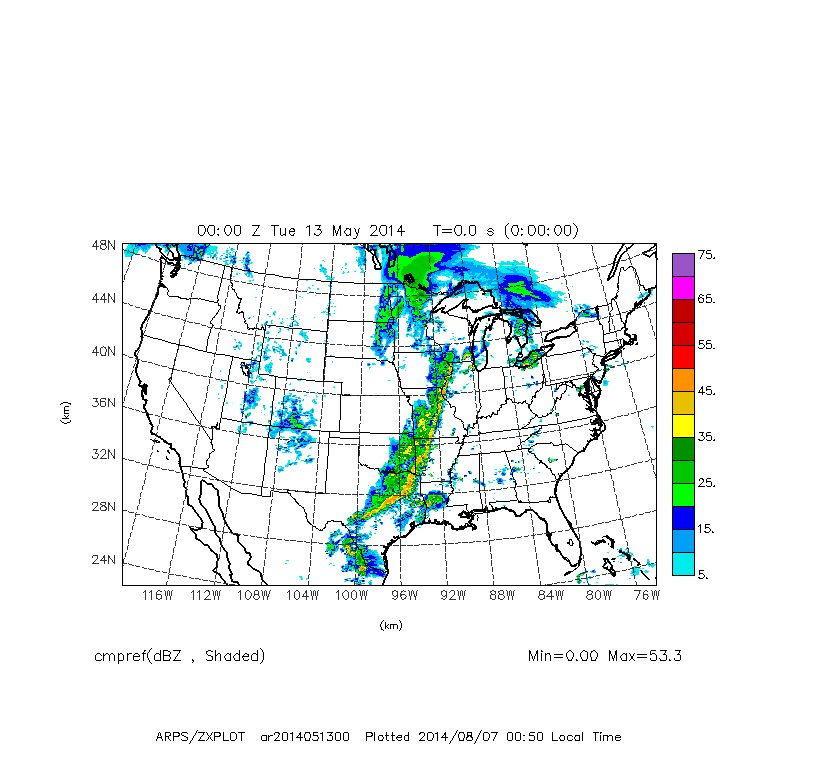 00:00 Z Tue 13 May 2014 T=0.0 s (0:00:00)
48N
44N
40N
36N
32N
28N
24N
(km)
75.
65.
55.
45.
35.
25.
15.
5.
116W 112W 108W 104W 100W 96W 92W 88W 84W 80W 76W
(km)
cmpref(dBZ , Shaded) Min=0.00 Max=53.3
ARPS/ZXPLOT ar2014051300 Plotted 2014/08/07 00:50 Local Time